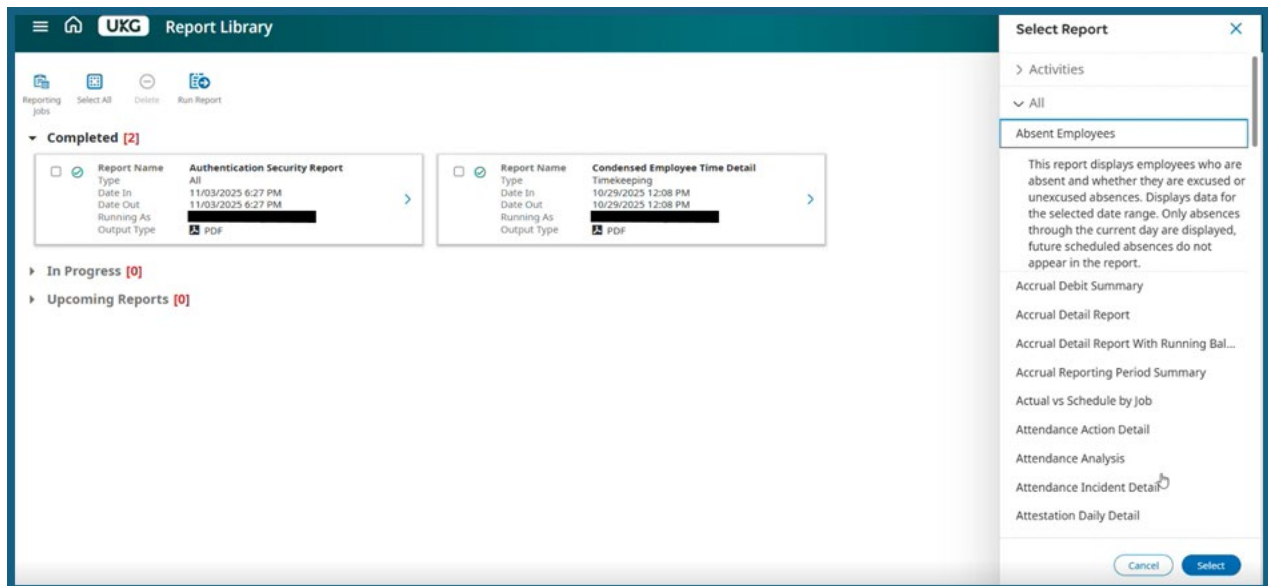 UKG Report Library
Reporting
Jobs
Select All
Delete
Run Report
Completed [2]
Report Name Authentication Security Report
Type All
Date In 11/03/2025 6:27 PM
Date Out 11/03/2025 6:27 PM
Running As
Output Type PDF
Report Name Condensed Employee Time Detail
Type Timekeeping
Date In 10/29/2025 12:08 PM
Date Out 10/29/2025 12:08 PM
Running As
Output Type PDF
In Progress [0]
Upcoming Reports [0]
Select Report
Activities
All
Absent Employees
This report displays employees who are
absent and whether they are excused or
unexcused absences. Displays data for
the selected date range. Only absences
through the current day are displayed,
future scheduled absences do not
appear in the report.
Accrual Debit Summary
Accrual Detail Report
Accrual Detail Report With Running Bal...
Accrual Reporting Period Summary
Actual vs Schedule by Job
Attendance Action Detail
Attendance Analysis
Attendance Incident Detail
Attestation Daily Detail
Cancel
Select